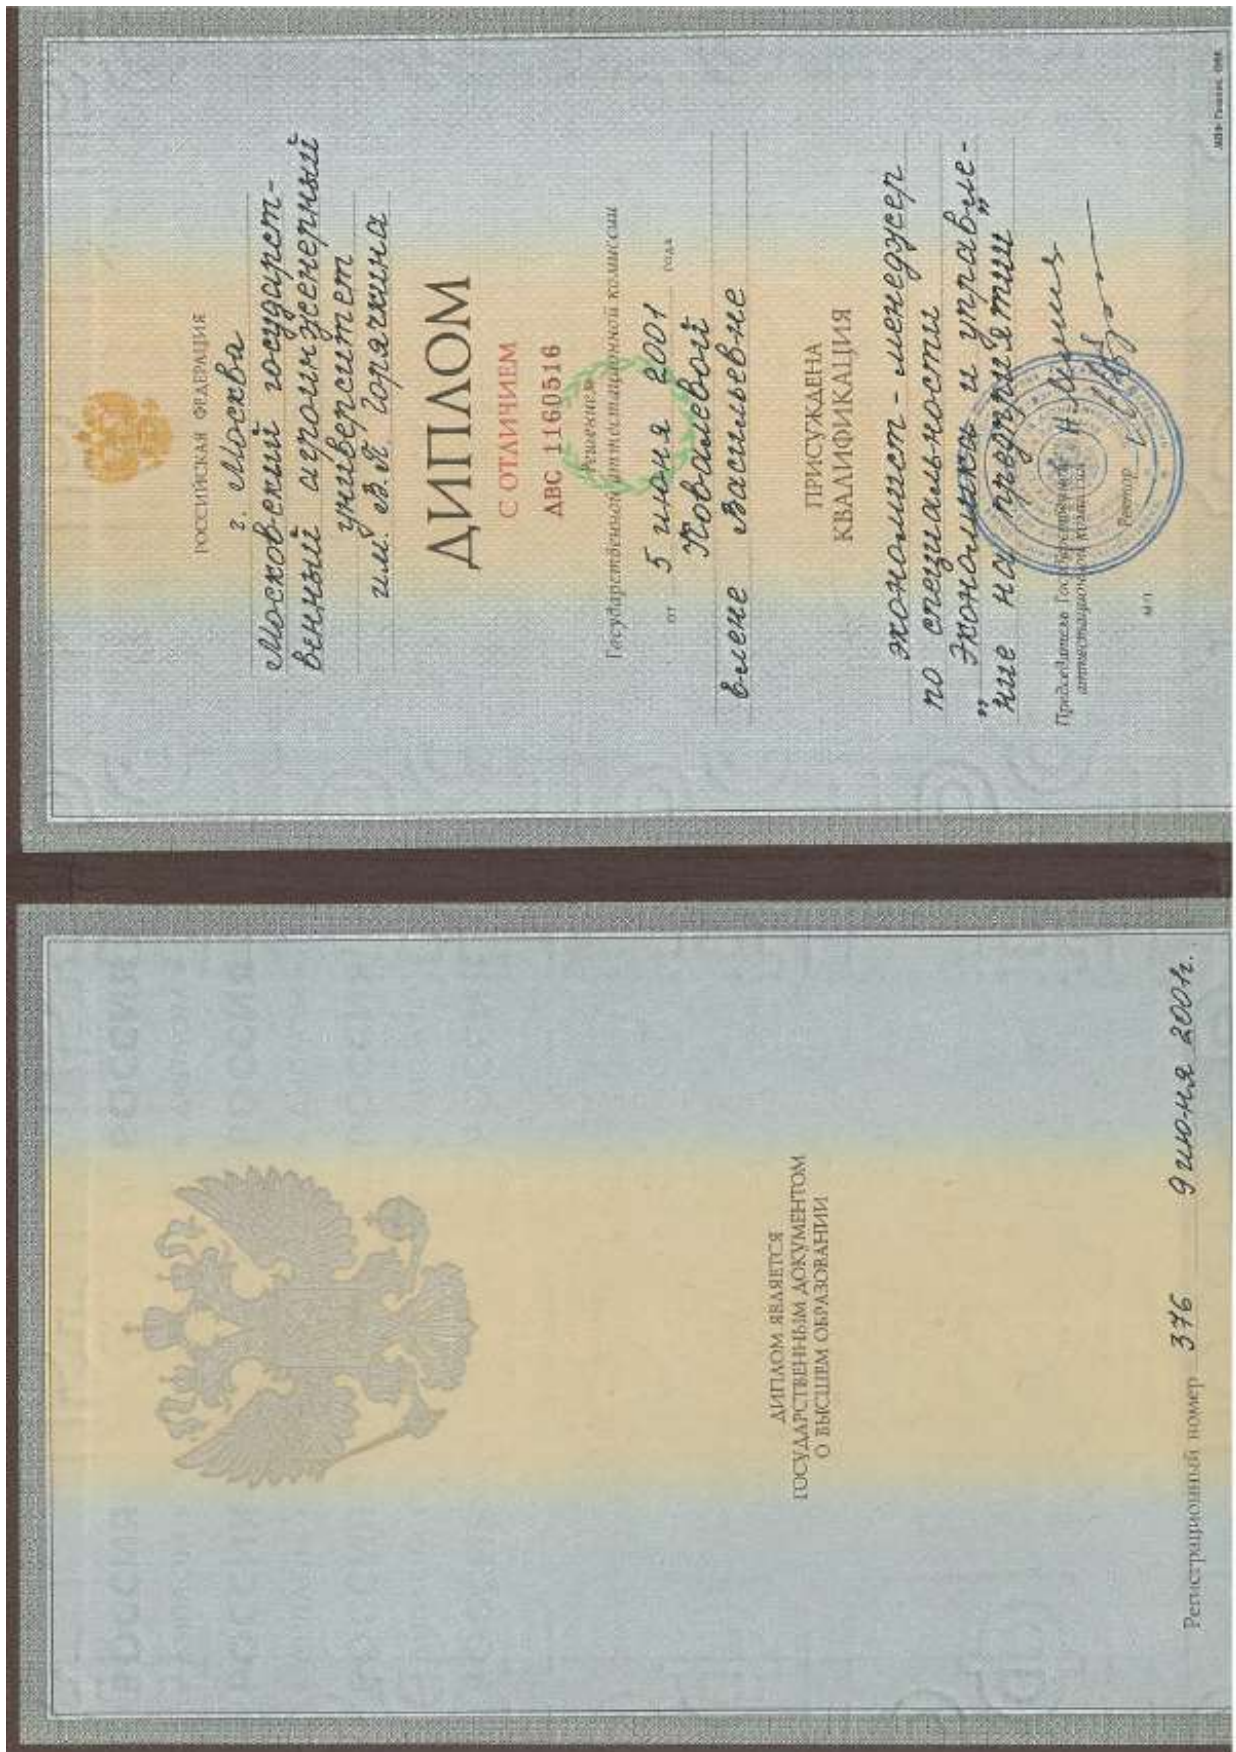 ДИПЛОМ ЯВЛЯЕТСЯ
ГОСУДАРСТВЕННЫМ ДОКУМЕНТОМ
О ВЫСШЕМ ОБРАЗОВАНИИ
Регистрационный номер 376 9 июня 2001г.
РОССИЙСКАЯ ФЕДЕРАЦИЯ
г. Москва
Московский государст-
венный агроинженерный
университет
им. В.П. Горячкина
ДИПЛОМ
С ОТЛИЧИЕМ
АВС 1160516
Решением
Государственной аттестационной комиссии
от 5 июня 2001 года
Ковалевой
Елене Васильевне
ПРИСУЖДЕНА
КВАЛИФИКАЦИЯ
экономист-менеджер
по специальности
"Экономика и управле-
ние на предприятии"
Председатель Государственной
аттестационной комиссии
Ректор
М.П.